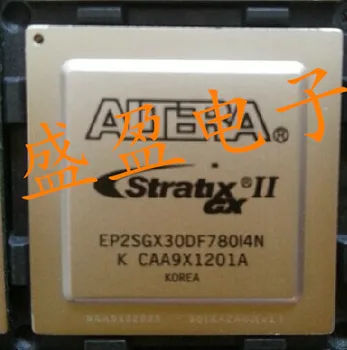 ALTERA®
Stratix® II
GX
EP2SGX30DF780I4N
K CAA9X1201A
KOREA
盛盈电子